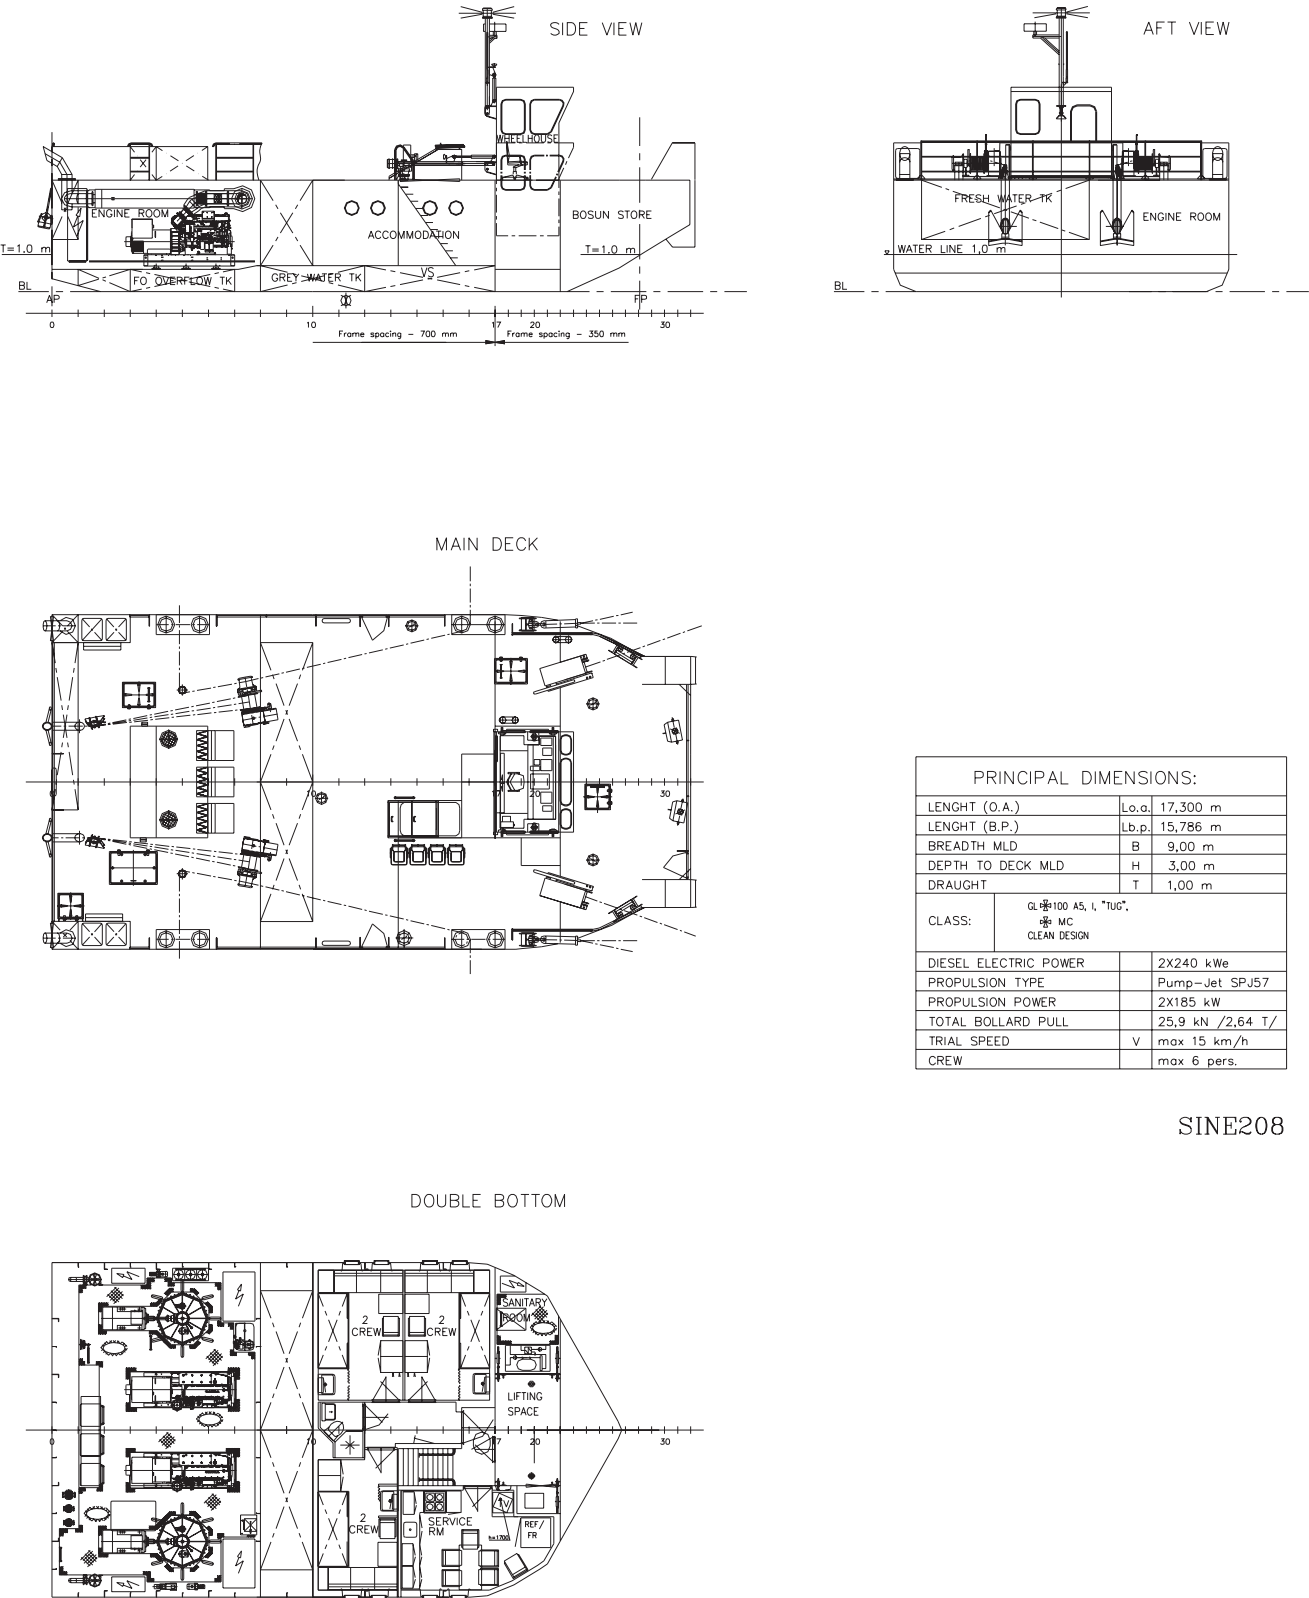 SIDE VIEW
AFT VIEW
WHEELHOUSE
ENGINE ROOM
ACCOMMODATION
BOSUN STORE
T=1.0 m
T=1.0 m
FO OVERFLOW TK
GREY WATER TK
VS
BL
AP
FP
0
10
17
20
30
Frame spacing – 700 mm
Frame spacing – 350 mm
FRESH WATER TK
ENGINE ROOM
WATER LINE 1,0 m
BL
MAIN DECK
10
17
20
30
PRINCIPAL DIMENSIONS:
LENGHT (O.A.) Lo.a. 17,300 m
LENGHT (B.P.) Lb.p. 15,786 m
BREADTH MLD B 9,00 m
DEPTH TO DECK MLD H 3,00 m
DRAUGHT T 1,00 m
CLASS:
GL✠100 A5, I, "TUG",
✠ MC
CLEAN DESIGN
DIESEL ELECTRIC POWER 2X240 kWe
PROPULSION TYPE Pump–Jet SPJ57
PROPULSION POWER 2X185 kW
TOTAL BOLLARD PULL 25,9 kN /2,64 T/
TRIAL SPEED V max 15 km/h
CREW max 6 pers.
SINE208
DOUBLE BOTTOM
SANITARY
ROOM
2
CREW
2
CREW
LIFTING
SPACE
0
10
17
20
30
2
CREW
SERVICE
RM
h=1700
REF/
FR